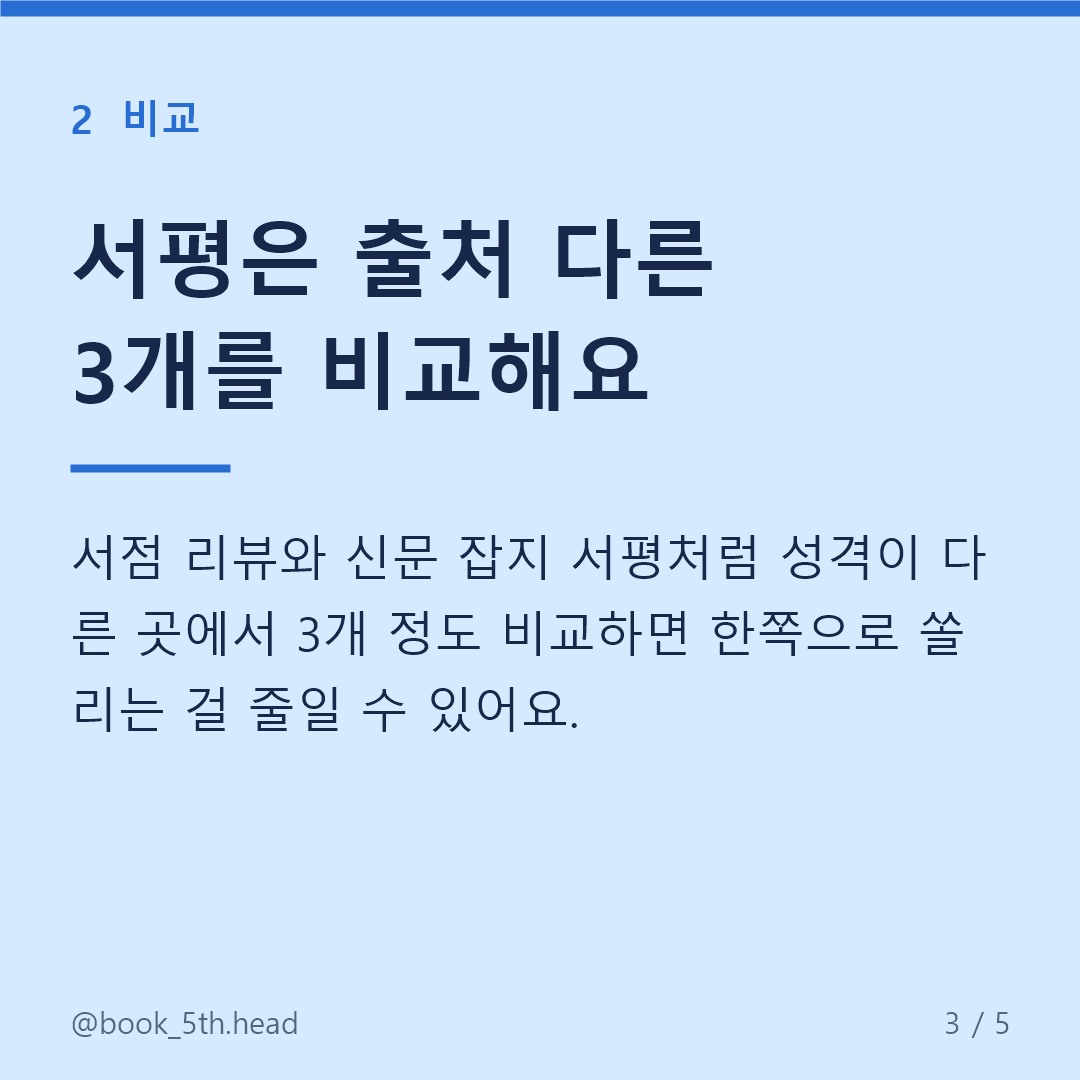 2 비교
서평은 출처 다른
3개를 비교해요
서점 리뷰와 신문 잡지 서평처럼 성격이 다
른 곳에서 3개 정도 비교하면 한쪽으로 쏠
리는 걸 줄일 수 있어요.
@book_5th.head
3 / 5